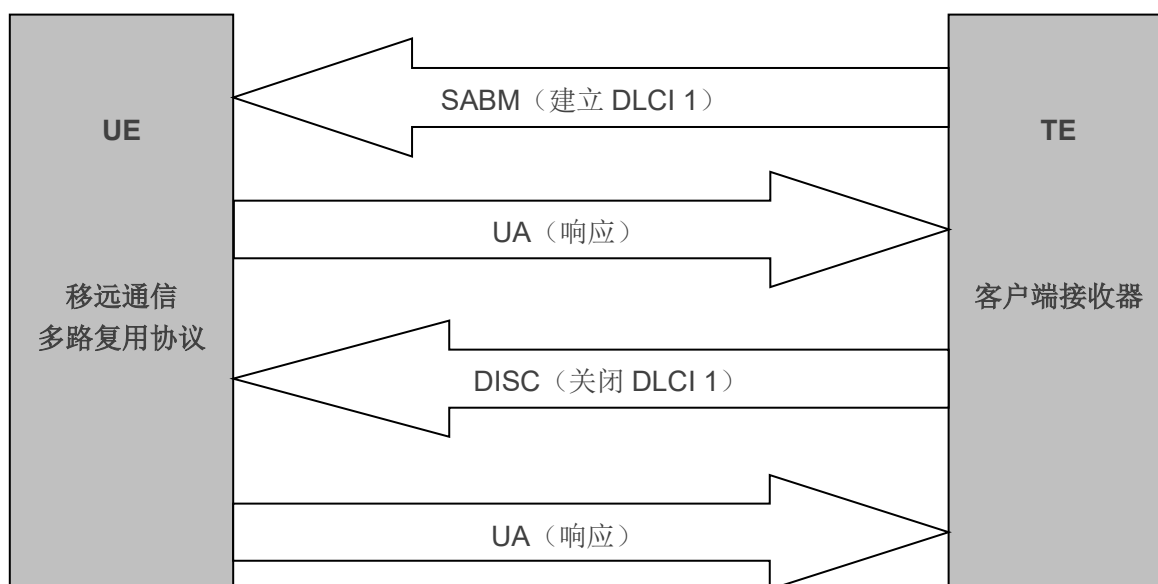 SABM（建立 DLCI 1）
UE
TE
UA（响应）
移远通信
多路复用协议
客户端接收器
DISC（关闭 DLCI 1）
UA（响应）